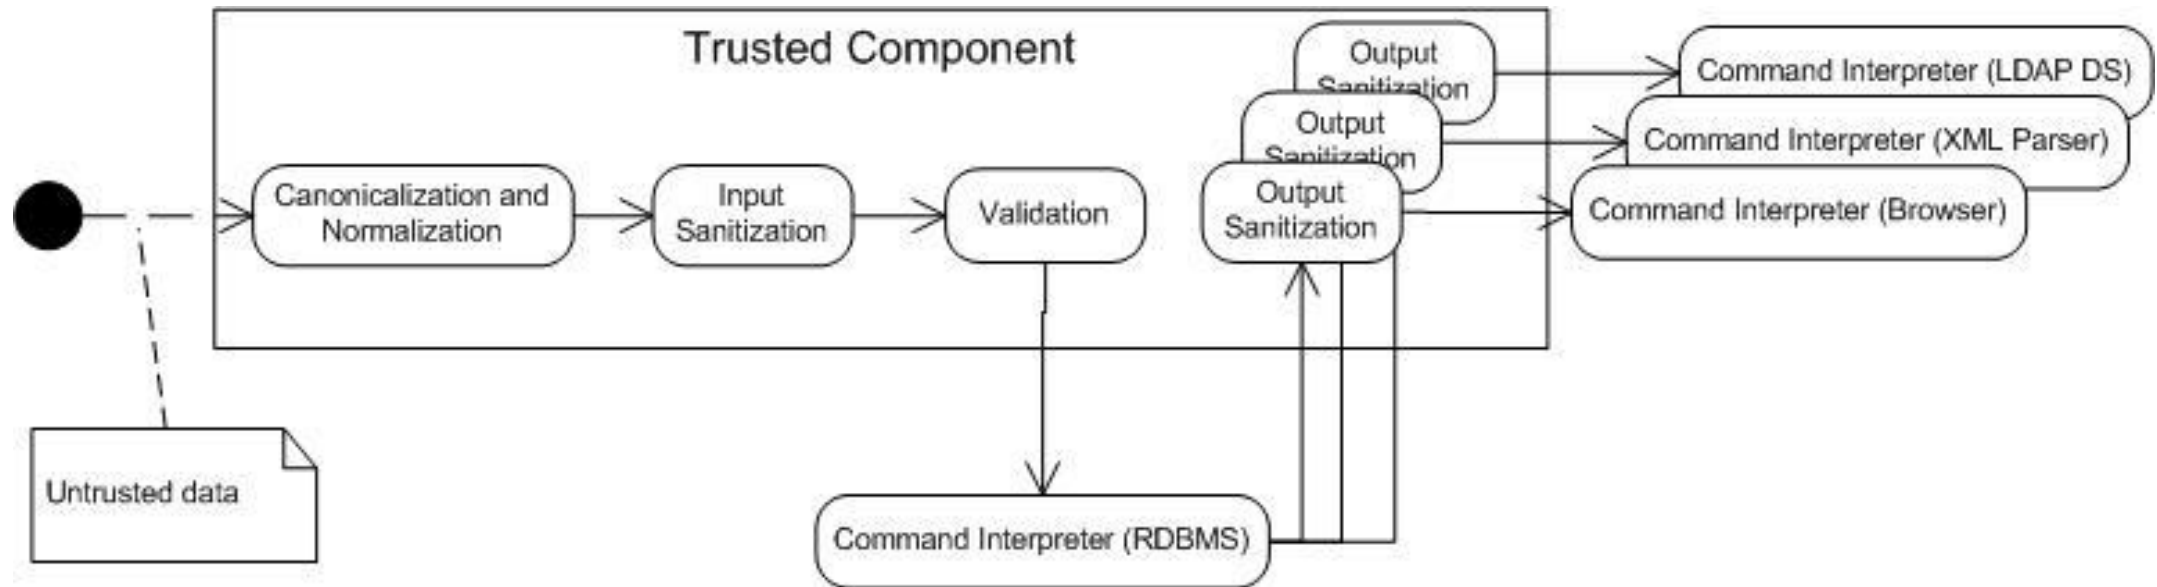 Trusted Component
Output
Sanitization
Command Interpreter (LDAP DS)
Output
Sanitization
Command Interpreter (XML Parser)
Canonicalization and
Normalization
Input
Sanitization
Validation
Output
Sanitization
Command Interpreter (Browser)
Untrusted data
Command Interpreter (RDBMS)